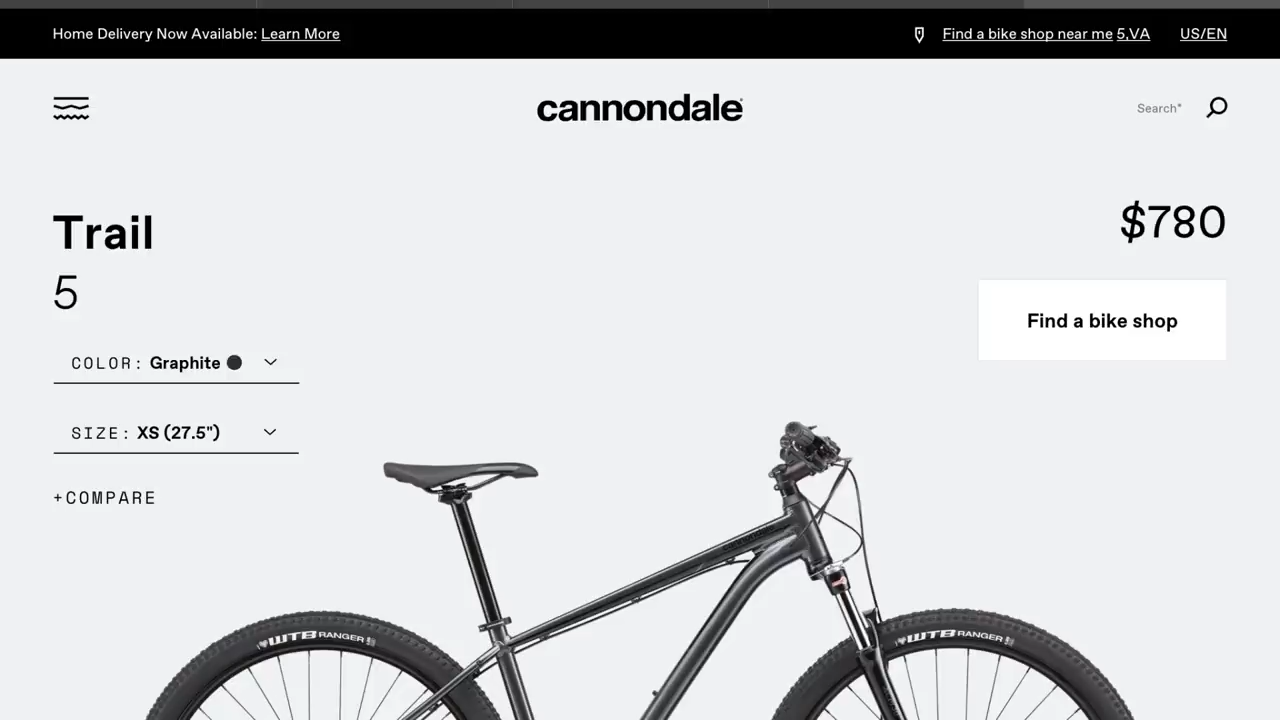 Home Delivery Now Available: Learn More
Find a bike shop near me 5,VA
US/EN
cannondale
Search*
Trail
5
$780
Find a bike shop
COLOR: Graphite
SIZE: XS (27.5")
+COMPARE
cannondale
WTB RANGER
WTB RANGER